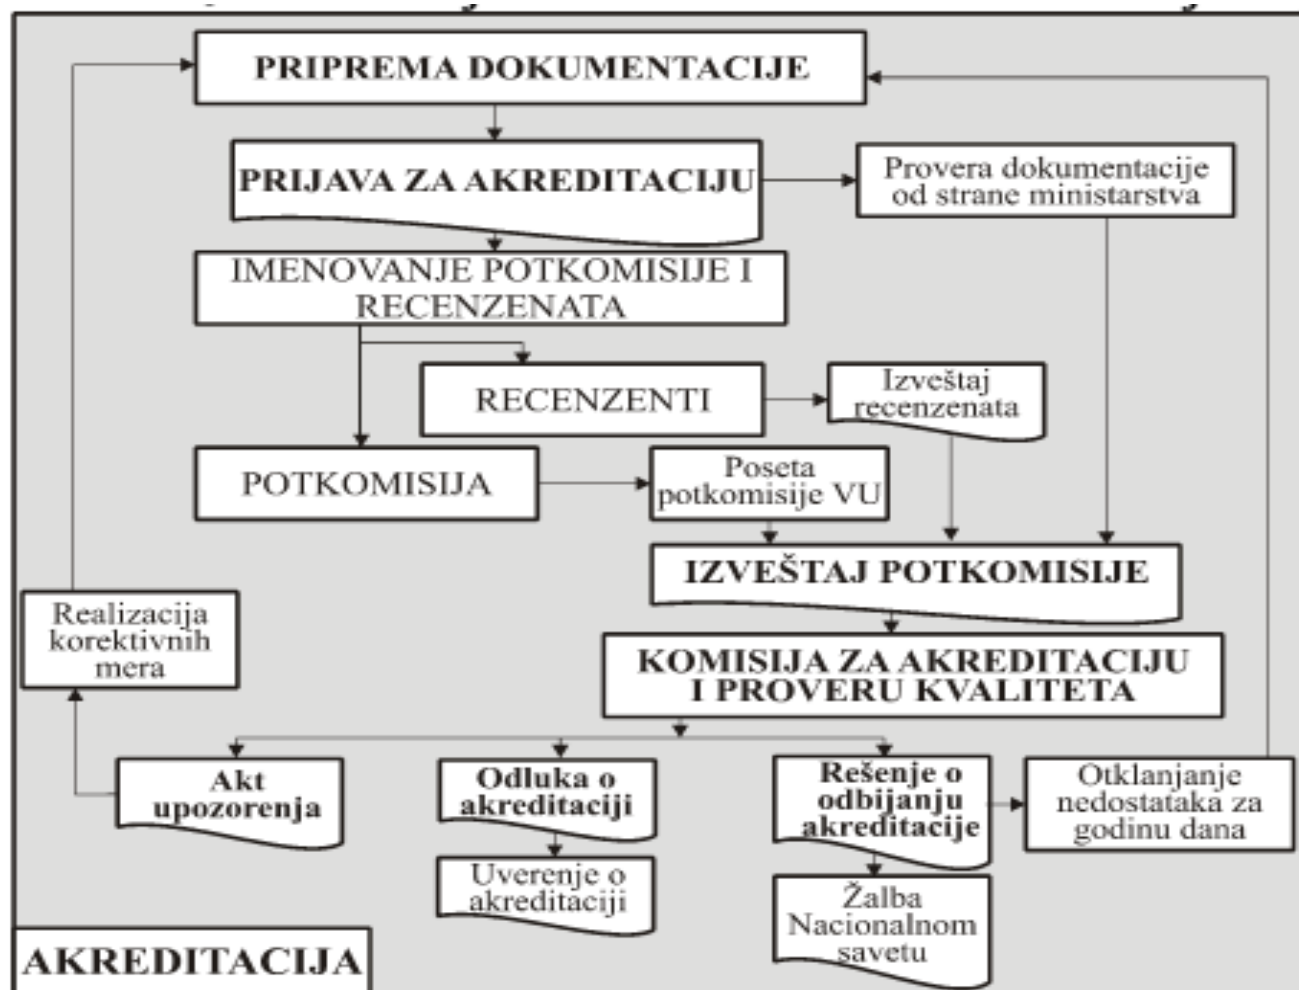 PRIPREMA DOKUMENTACIJE
PRIJAVA ZA AKREDITACIJU
Provera dokumentacije
od strane ministarstva
IMENOVANJE POTKOMISIJE I
RECENZENATA
RECENZENTI
Izveštaj
recenzenata
POTKOMISIJA
Poseta
potkomisije VU
IZVEŠTAJ POTKOMISIJE
Realizacija
korektivnih
mera
KOMISIJA ZA AKREDITACIJU
I PROVERU KVALITETA
Akt
upozorenja
Odluka o
akreditaciji
Rešenje o
odbijanju
akreditacije
Otklanjanje
nedostataka za
godinu dana
Uverenje o
akreditaciji
Žalba
Nacionalnom
savetu
AKREDITACIJA